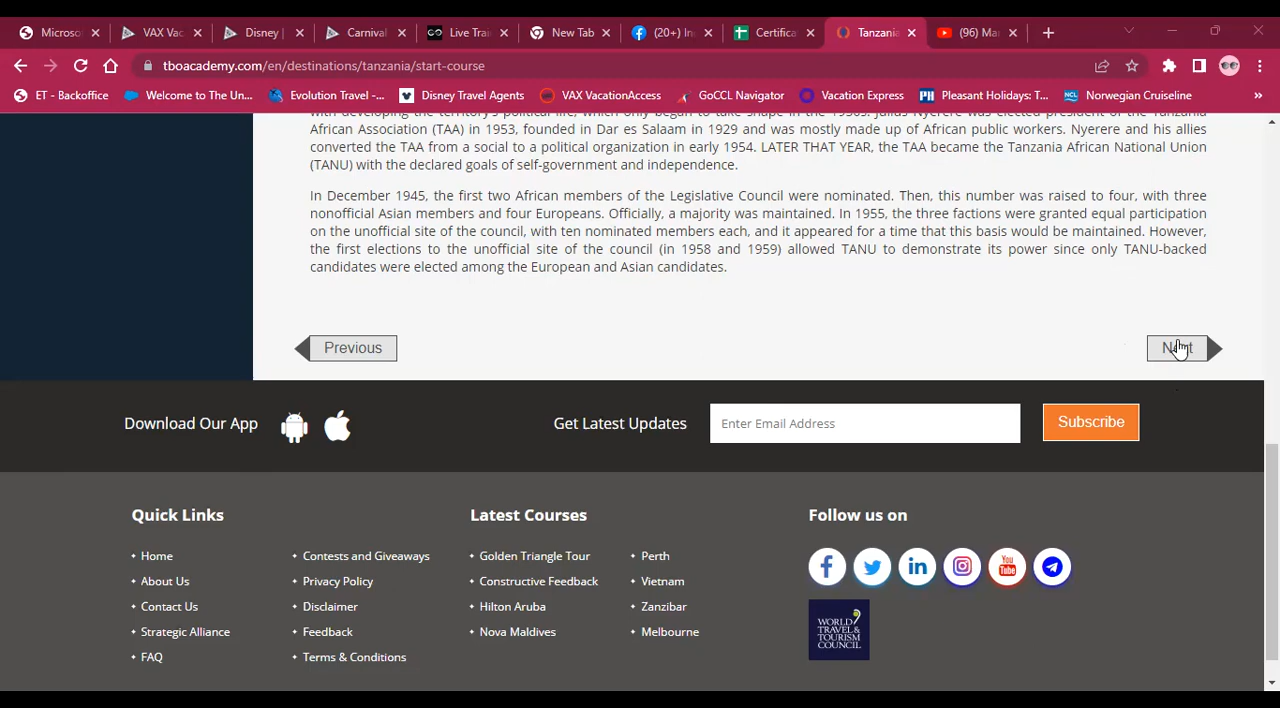 Microso
VAX Vac
Disney |
Carnival
Live Trai
New Tab
(20+) In
Certifica
Tanzania
(96) Ma
tboacademy.com/en/destinations/tanzania/start-course
ET - Backoffice
Welcome to The Un...
Evolution Travel -...
Disney Travel Agents
VAX VacationAccess
GoCCL Navigator
Vacation Express
PH
Pleasant Holidays: T...
NCL
Norwegian Cruiseline
»
African Association (TAA) in 1953, founded in Dar es Salaam in 1929 and was mostly made up of African public workers. Nyerere and his allies
converted the TAA from a social to a political organization in early 1954. LATER THAT YEAR, the TAA became the Tanzania African National Union
(TANU) with the declared goals of self-government and independence.
In December 1945, the first two African members of the Legislative Council were nominated. Then, this number was raised to four, with three
nonofficial Asian members and four Europeans. Officially, a majority was maintained. In 1955, the three factions were granted equal participation
on the unofficial site of the council, with ten nominated members each, and it appeared for a time that this basis would be maintained. However,
the first elections to the unofficial site of the council (in 1958 and 1959) allowed TANU to demonstrate its power since only TANU-backed
candidates were elected among the European and Asian candidates.
Previous
Next
Download Our App
Get Latest Updates
Enter Email Address
Subscribe
Quick Links
Latest Courses
Follow us on
Home
Contests and Giveaways
Golden Triangle Tour
Perth
About Us
Privacy Policy
Constructive Feedback
Vietnam
Contact Us
Disclaimer
Hilton Aruba
Zanzibar
Strategic Alliance
Feedback
Nova Maldives
Melbourne
FAQ
Terms & Conditions
You
Tube
WORLD
TRAVEL &
TOURISM
COUNCIL